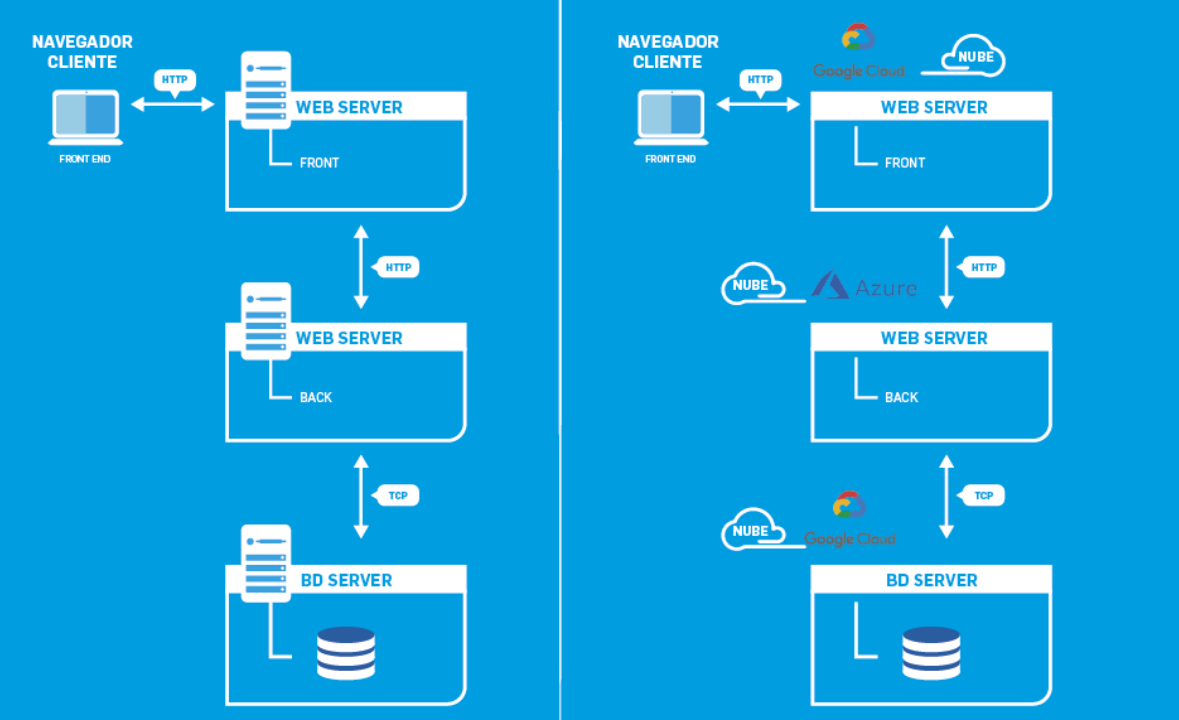 NAVEGADOR
CLIENTE
HTTP
FRONT END
WEB SERVER
FRONT
HTTP
WEB SERVER
BACK
TCP
BD SERVER
NAVEGADOR
CLIENTE
HTTP
FRONT END
Google Cloud
NUBE
WEB SERVER
FRONT
HTTP
NUBE
Azure
WEB SERVER
BACK
TCP
NUBE
Google Cloud
BD SERVER